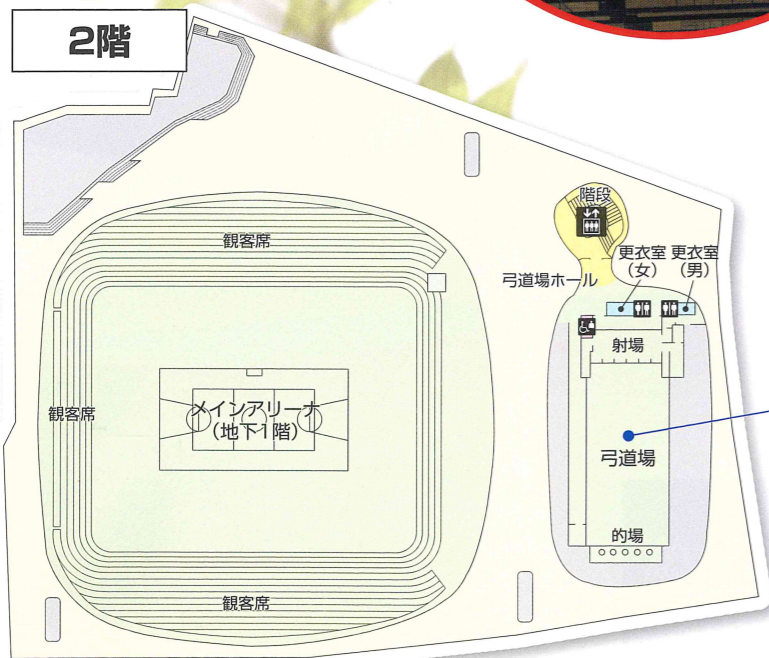 2階
階段
観客席
更衣室 更衣室
（女） （男）
弓道場ホール
射場
メインアリーナ
（地下1階）
観客席
弓道場
的場
観客席